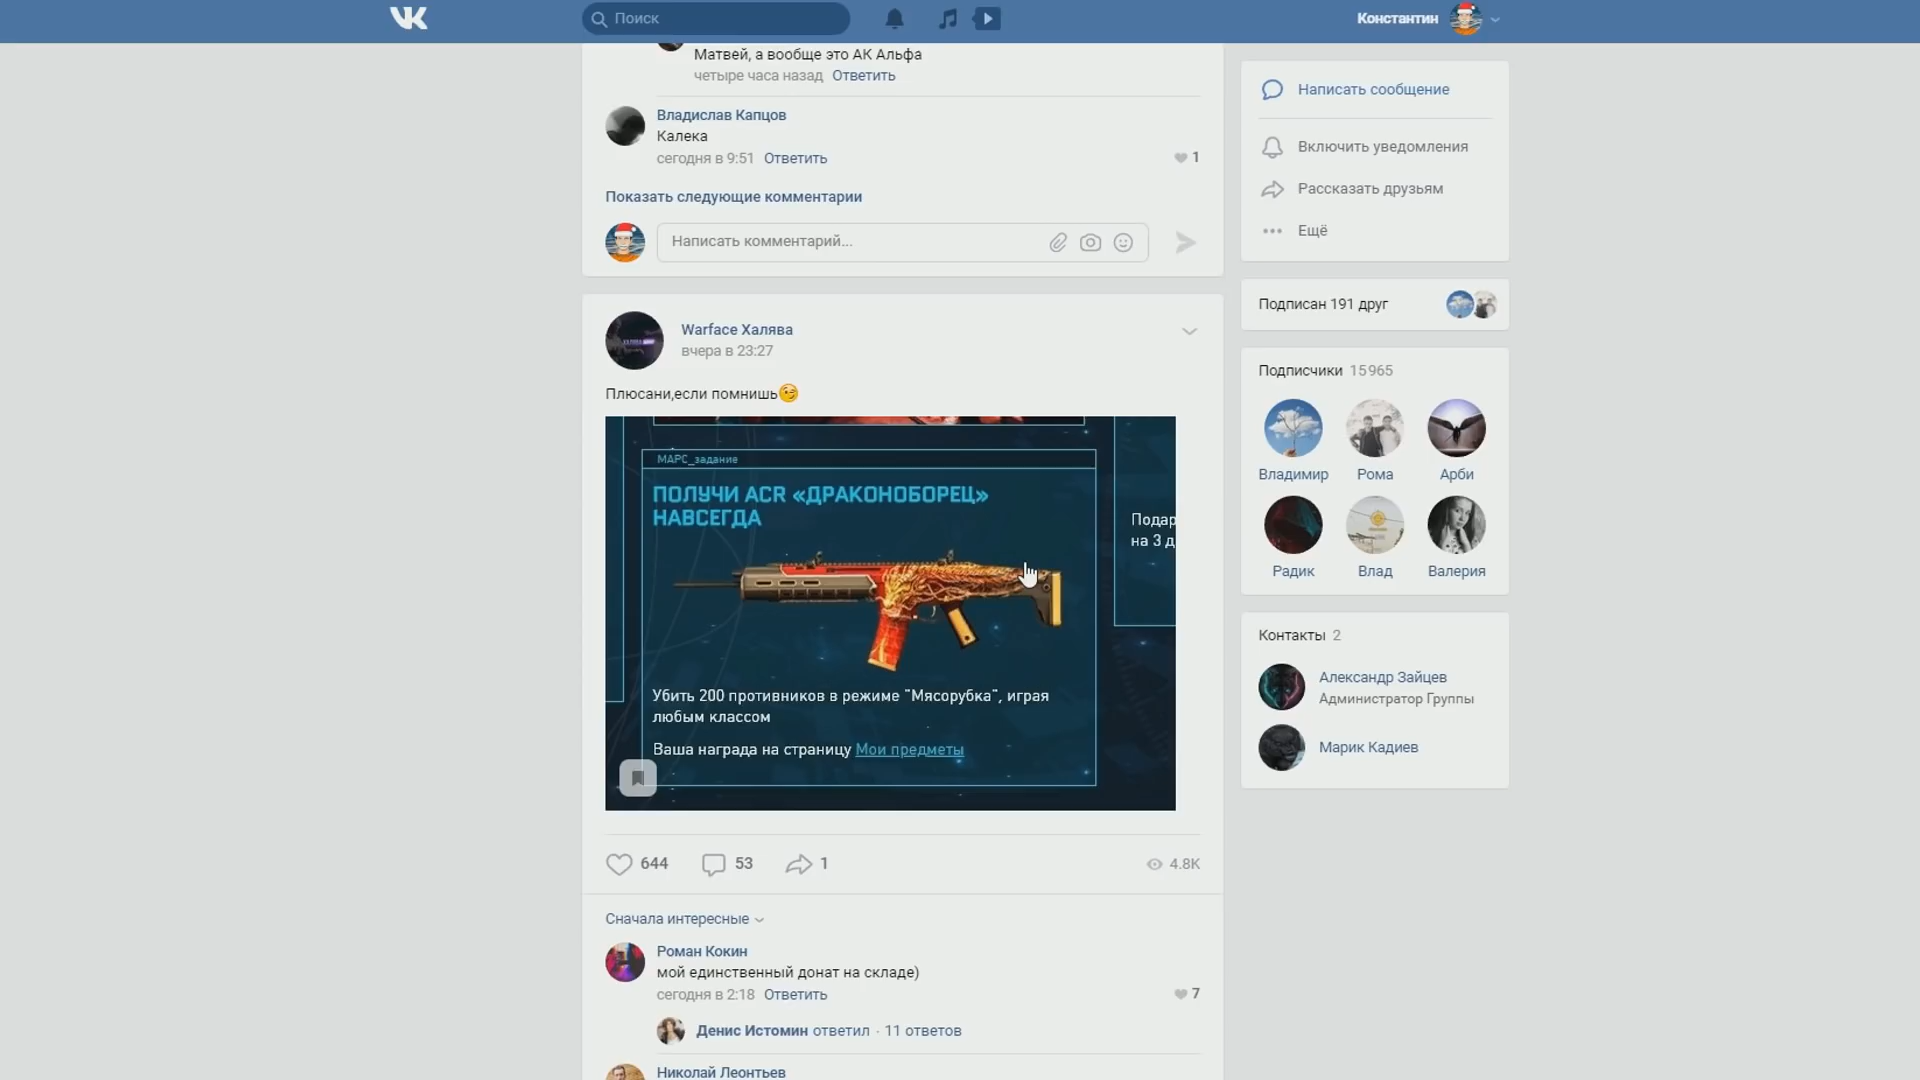 Поиск
Константин
Матвей, а вообще это АК Альфа
четыре часа назад Ответить
Владислав Капцов
Калека
сегодня в 9:51 Ответить
1
Показать следующие комментарии
Написать комментарий...
Warface Халява
вчера в 23:27
Плюсани,если помнишь
МАРС_задание
ПОЛУЧИ ACR «ДРАКОНОБОРЕЦ»
НАВСЕГДА
Подар
на 3 д
Убить 200 противников в режиме "Мясорубка", играя
любым классом
Ваша награда на страницу Мои предметы
644
53
1
4.8K
Сначала интересные
Роман Кокин
мой единственный донат на складе)
сегодня в 2:18 Ответить
7
Денис Истомин ответил · 11 ответов
Николай Леонтьев
Написать сообщение
Включить уведомления
Рассказать друзьям
Ещё
Подписан 191 друг
Подписчики 15 965
Владимир
Рома
Арби
Радик
Влад
Валерия
Контакты 2
Александр Зайцев
Администратор Группы
Марик Кадиев